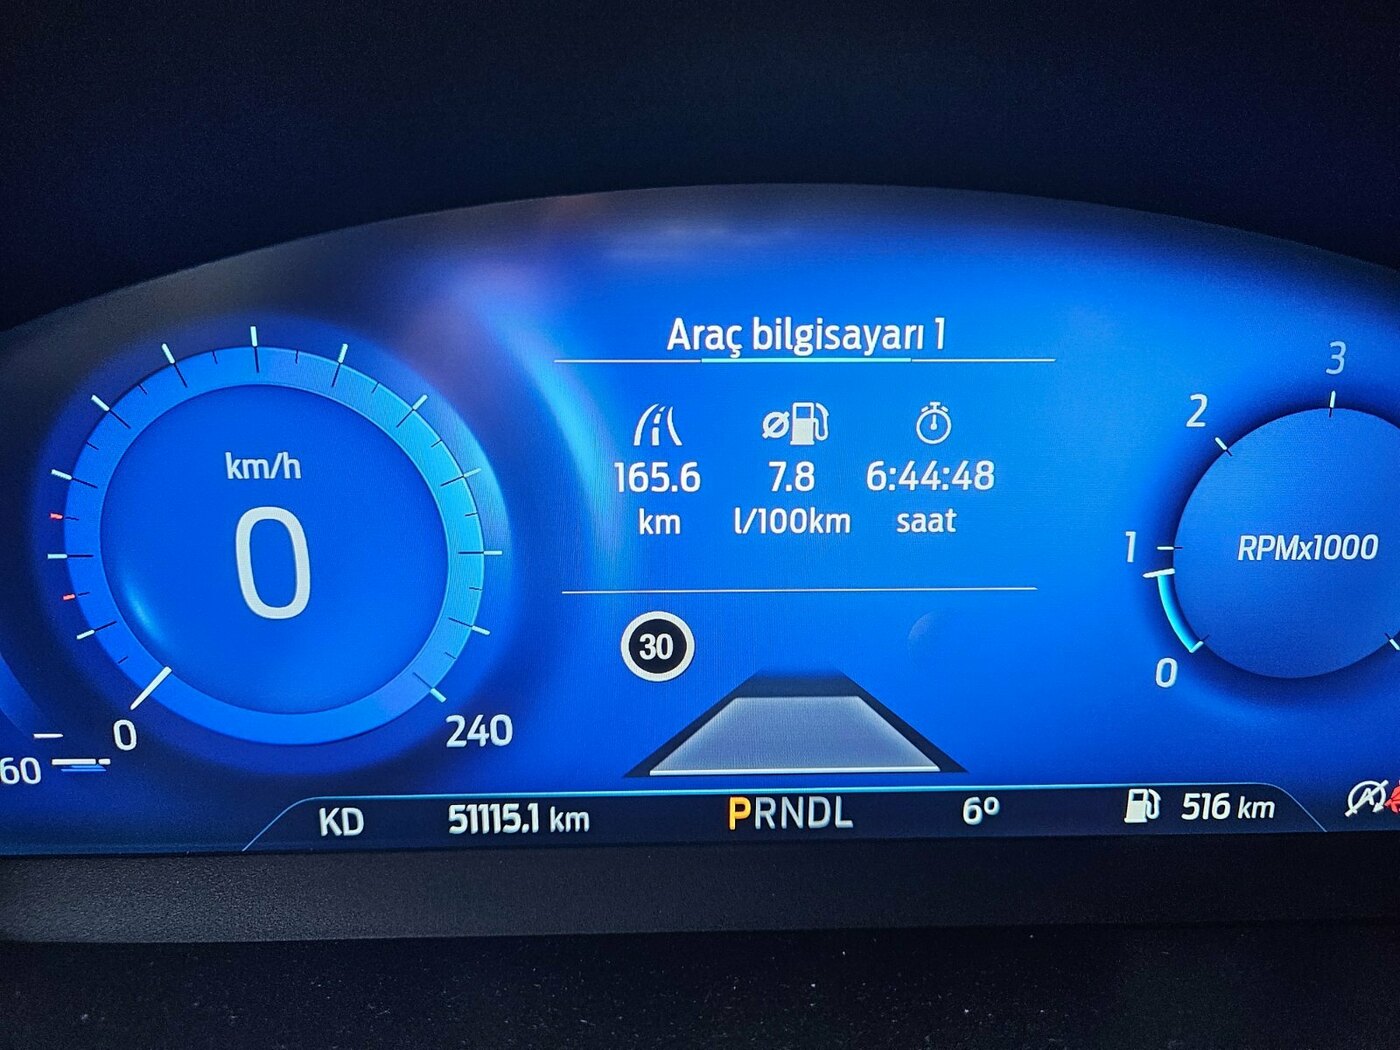 Araç bilgisayarı 1
165.6 7.8 6:44:48
km l/100km saat
km/h
0
3
2
1
RPMx1000
0
30
0
240
60
KD 51115.1 km PRNDL 6° 516 km